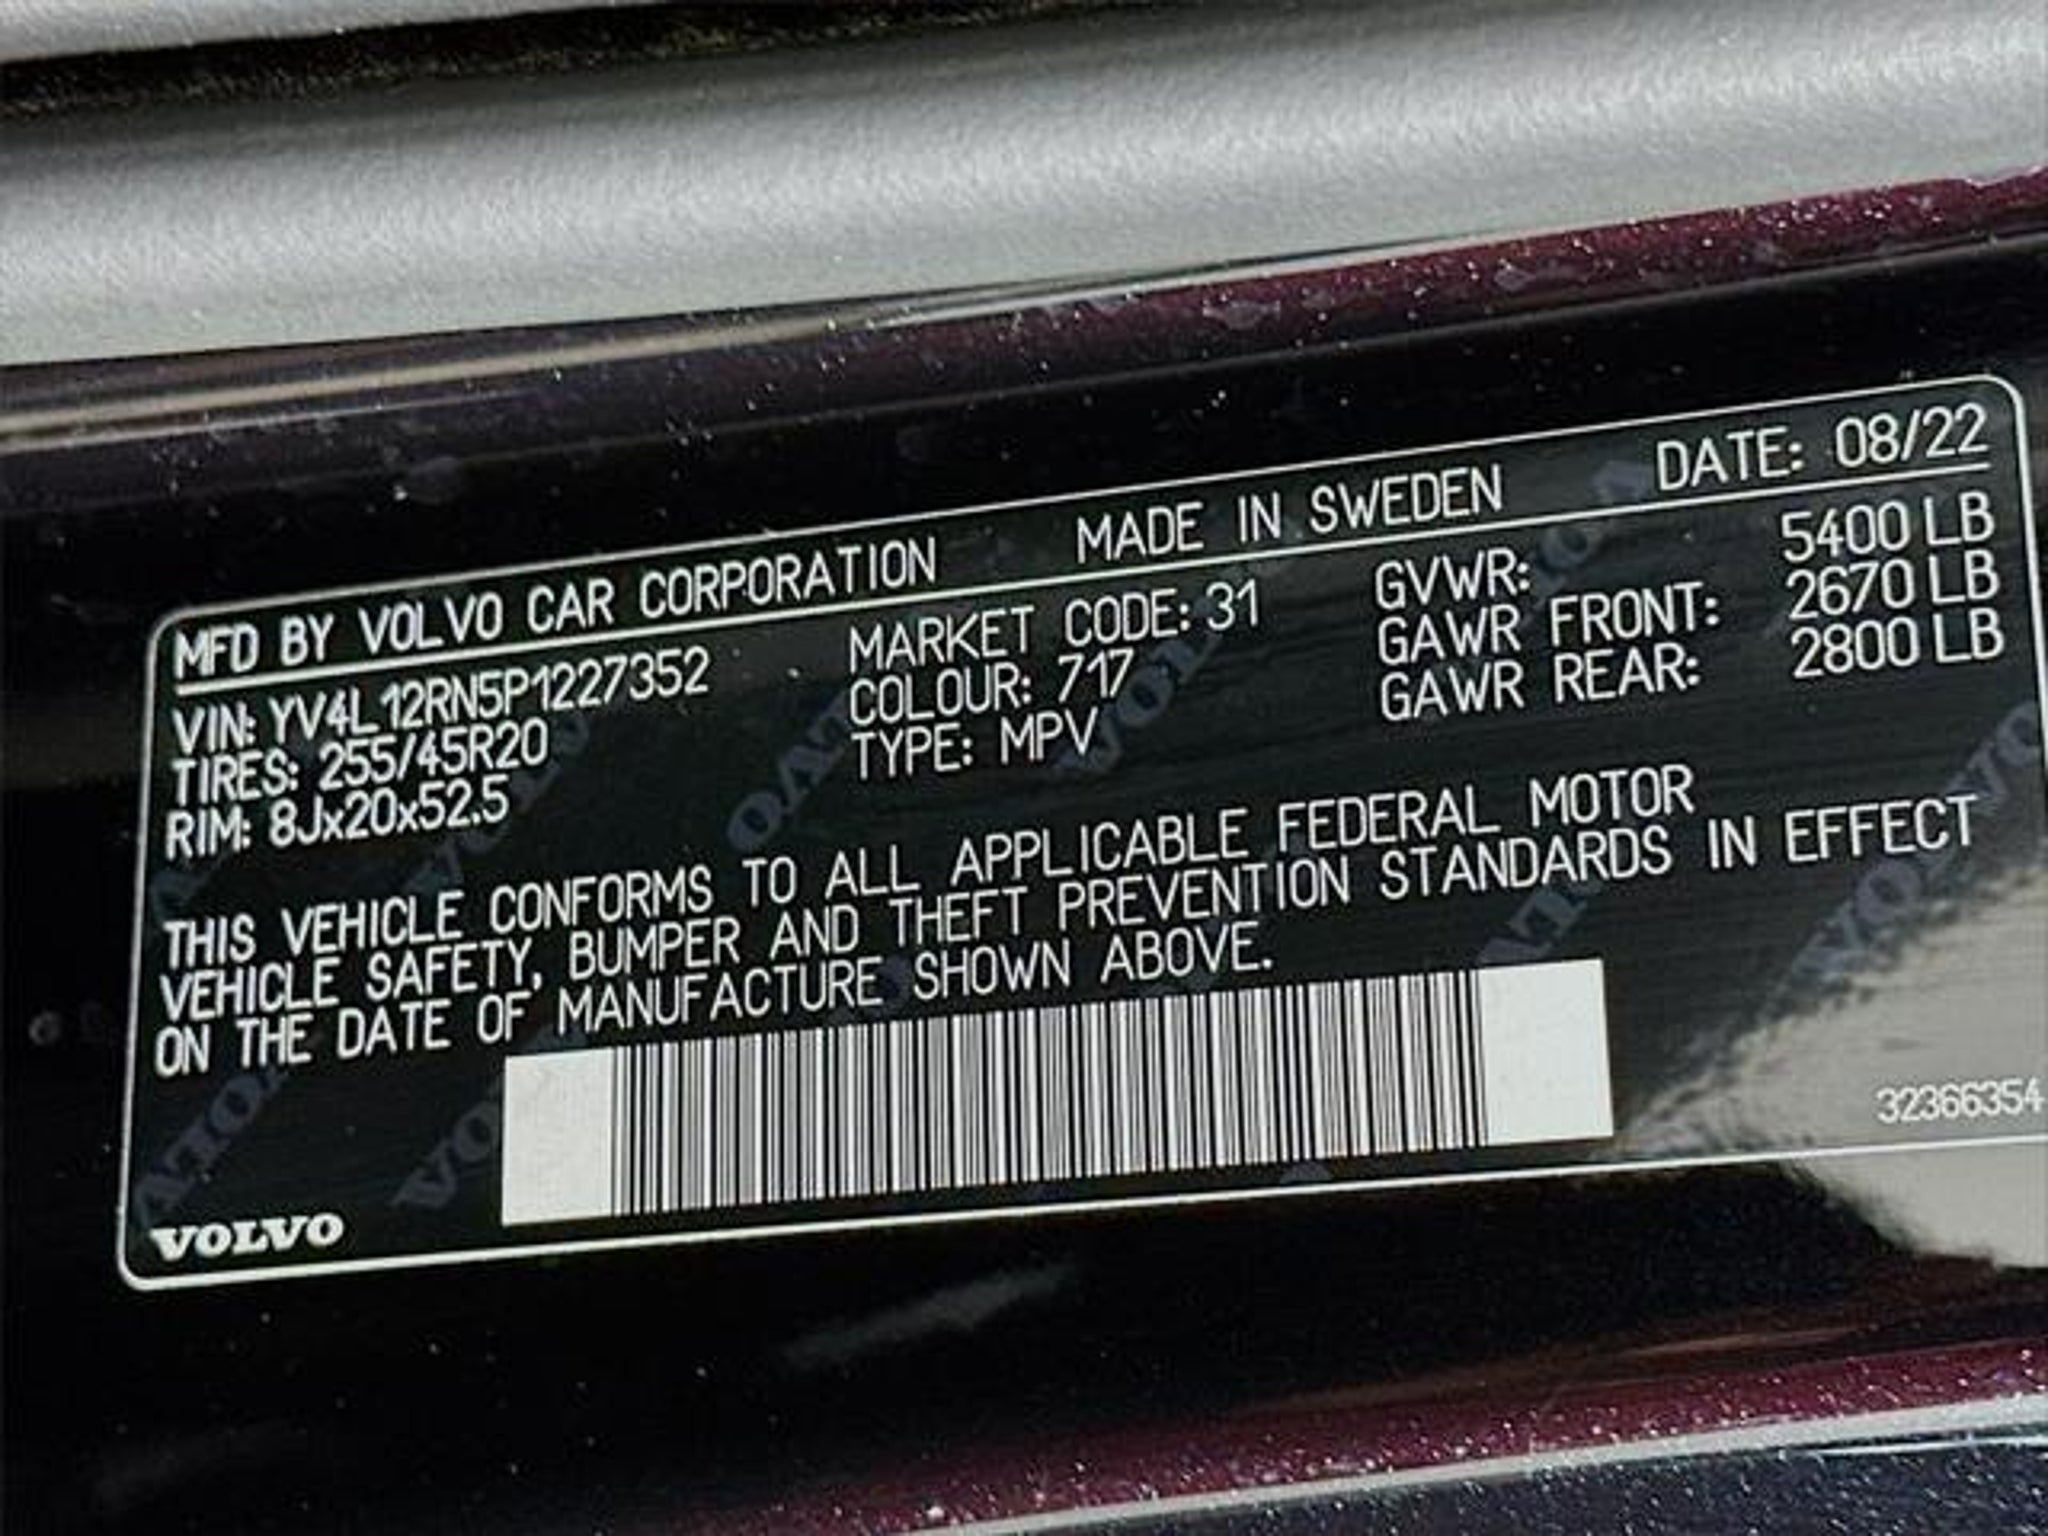 MFD BY VOLVO CAR CORPORATION MADE IN SWEDEN DATE: 08/22
VIN: YV4L12RN5P1227352 MARKET CODE: 31 GVWR: 5400 LB
TIRES: 255/45R20 COLOUR: 717 GAWR FRONT: 2670 LB
RIM: 8Jx20x52.5 TYPE: MPV GAWR REAR: 2800 LB
THIS VEHICLE CONFORMS TO ALL APPLICABLE FEDERAL MOTOR
VEHICLE SAFETY, BUMPER AND THEFT PREVENTION STANDARDS IN EFFECT
ON THE DATE OF MANUFACTURE SHOWN ABOVE.
32366354
VOLVO